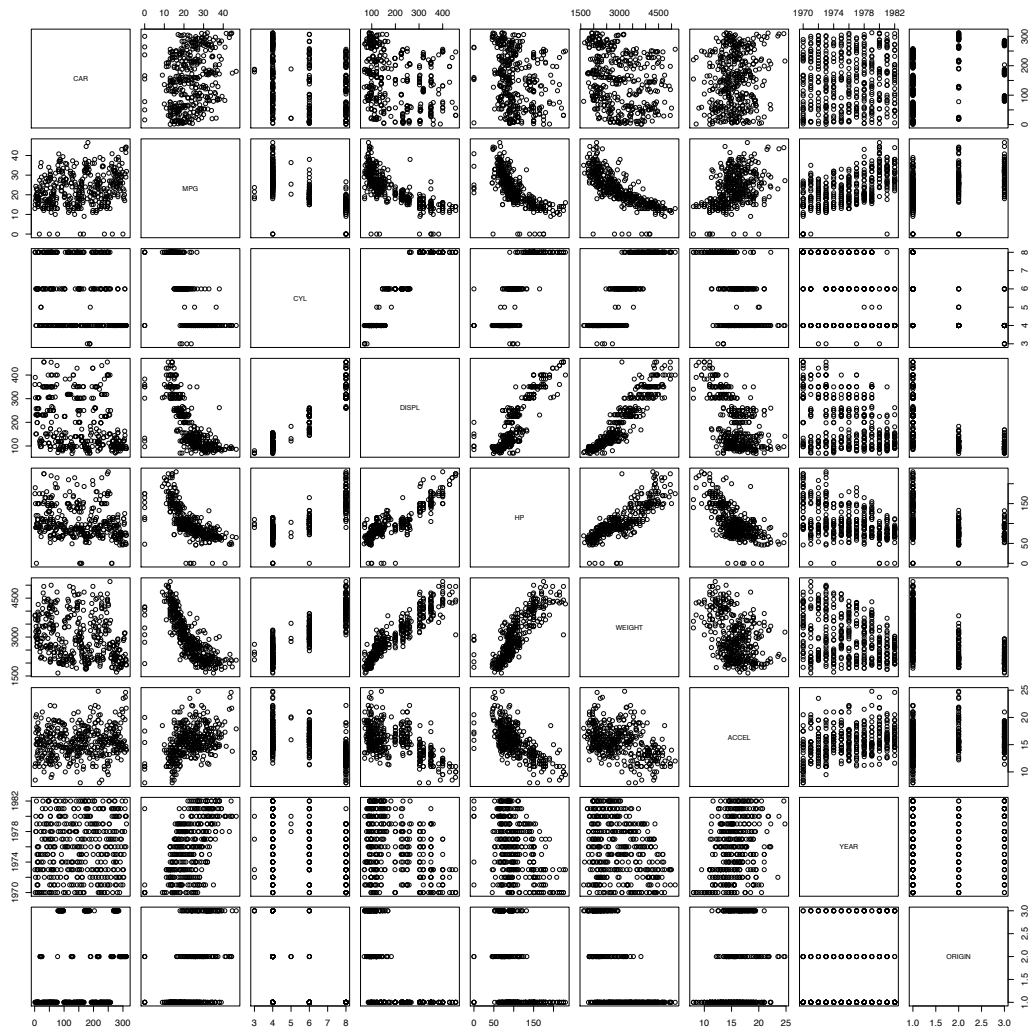 0 10 20 30 40
100 200 300 400
1500 3000 4500
1970 1974 1978 1982
CAR
0 100 200 300
0 10 20 30 40
MPG
CYL
3 4 5 6 7 8
100 200 300 400
DISPL
HP
0 50 150
1500 3000 4500
WEIGHT
ACCEL
10 15 20 25
1970 1974 1978 1982
YEAR
ORIGIN
1.0 1.5 2.0 2.5 3.0
0 100 200 300
3 4 5 6 7 8
0 50 150
10 15 20 25
1.0 1.5 2.0 2.5 3.0